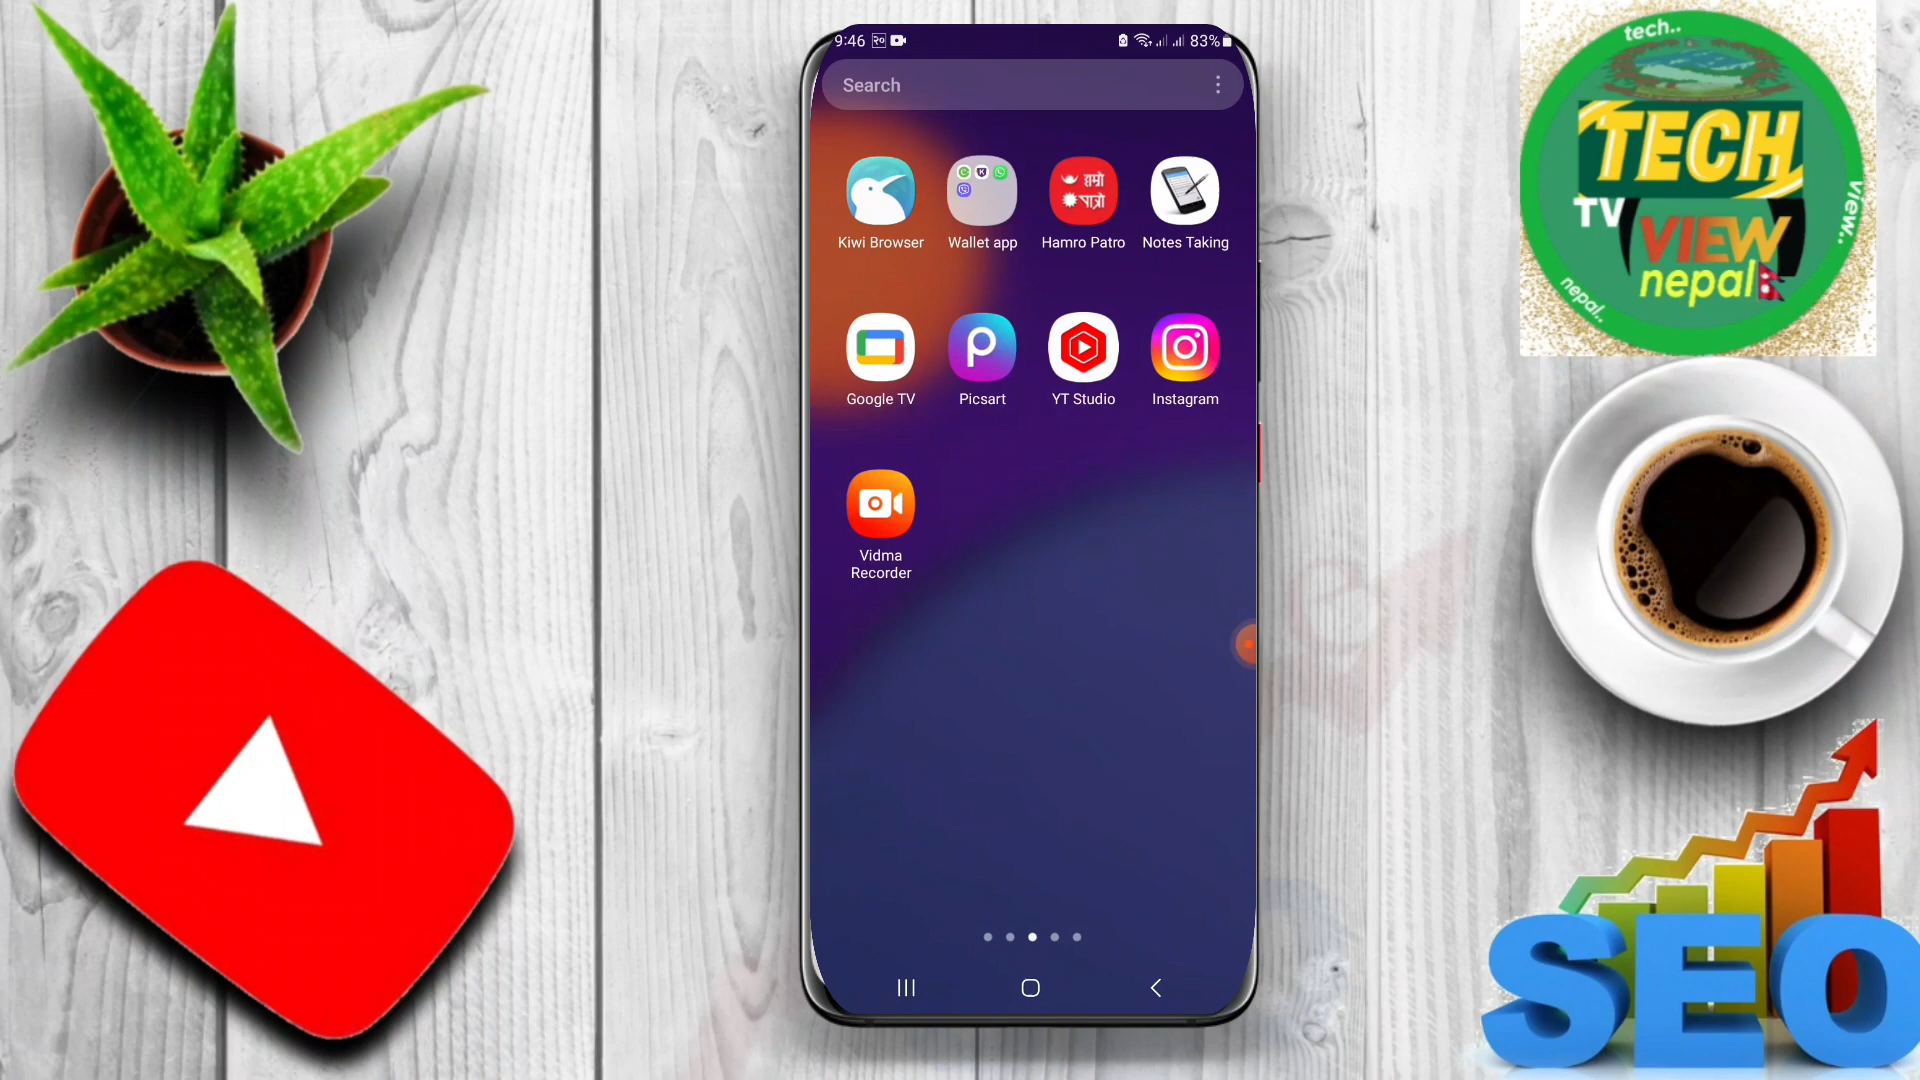 9:46 २०
83%
Search
हाम्रो
पात्रो
Kiwi Browser
Wallet app
Hamro Patro
Notes Taking
Google TV
Picsart
YT Studio
Instagram
Vidma
Recorder
tech..
TECH
TV
VIEW
nepal
view..
nepal..
SEO